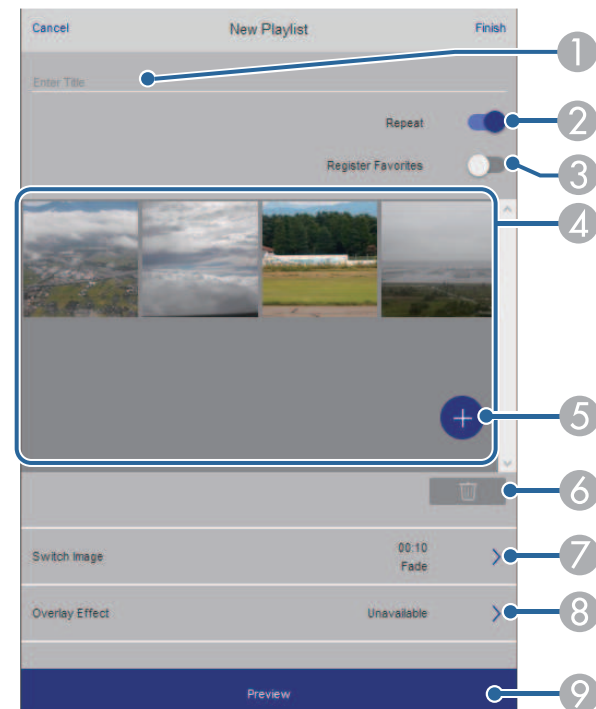 Cancel New Playlist Finish
1
Enter Title
Repeat
2
Register Favorites
3
4
+
5
6
Switch Image
00:10
Fade
7
Overlay Effect Unavailable
8
Preview
9